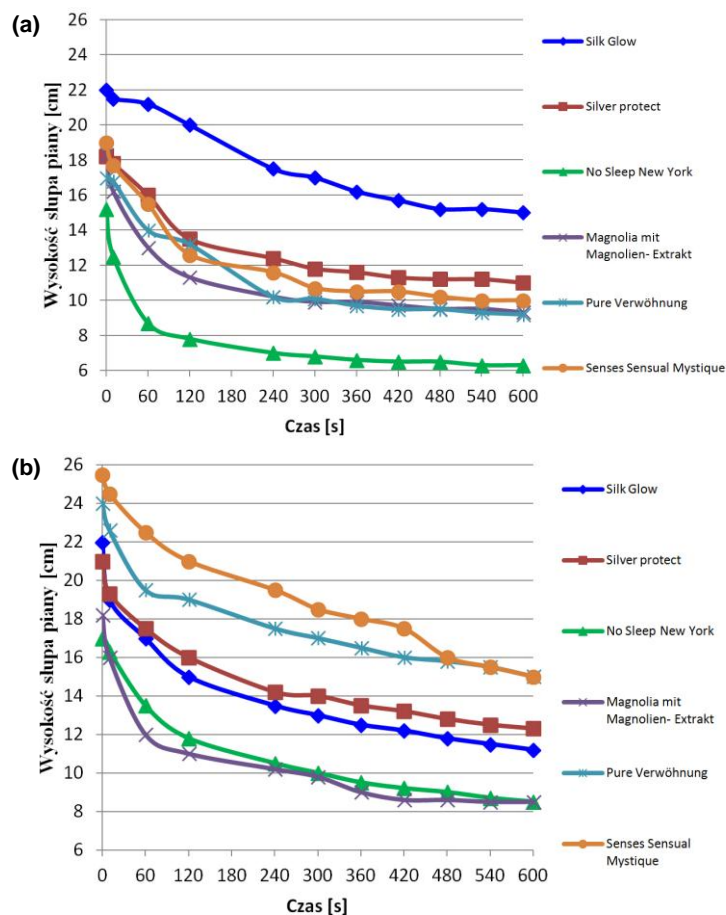 (a)
Wysokość słupa piany [cm]
26
24
22
20
18
16
14
12
10
8
6
0 60 120 180 240 300 360 420 480 540 600
Czas [s]
Silk Glow
Silver protect
No Sleep New York
Magnolia mit
Magnolien- Extrakt
Pure Verwöhnung
Senses Sensual Mystique
(b)
Wysokość słupa piany [cm]
26
24
22
20
18
16
14
12
10
8
6
0 60 120 180 240 300 360 420 480 540 600
Czas [s]
Silk Glow
Silver protect
No Sleep New York
Magnolia mit
Magnolien- Extrakt
Pure Verwöhnung
Senses Sensual
Mystique